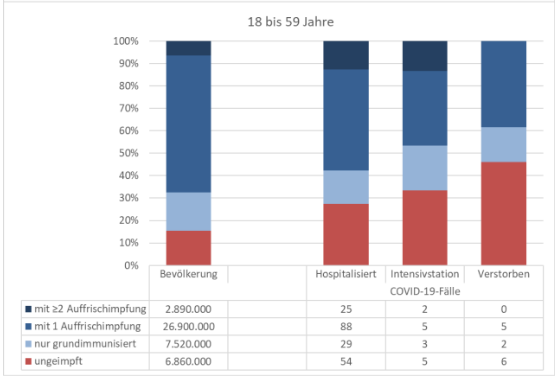 18 bis 59 Jahre
100%
90%
80%
70%
60%
50%
40%
30%
20%
10%
0%
Bevölkerung Hospitalisiert Intensivstation Verstorben
COVID-19-Fälle
mit ≥2 Auffrischimpfung 2.890.000 25 2 0
mit 1 Auffrischimpfung 26.900.000 88 5 5
nur grundimmunisiert 7.520.000 29 3 2
ungeimpft 6.860.000 54 5 6